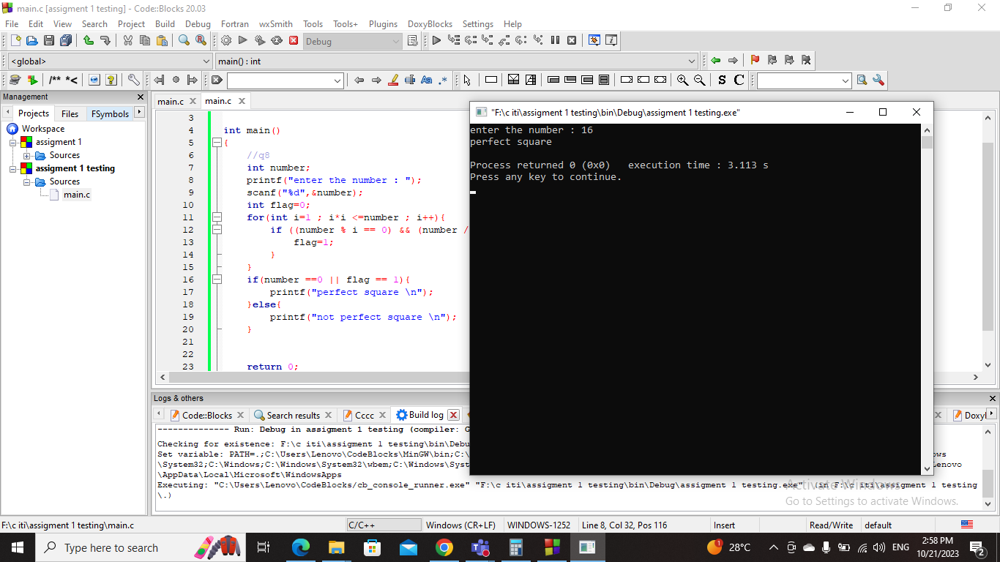 main.c [assigment 1 testing] - Code::Blocks 20.03
File Edit View Search Project Build Debug Fortran wxSmith Tools Tools+ Plugins DoxyBlocks Settings Help
Debug
<global>
main() : int
/** *<
Aa .*
S C
Management
Projects Files FSymbols
Workspace
assigment 1
Sources
assigment 1 testing
Sources
main.c
main.c main.c
3
4 int main()
5 {
6 //q8
7 int number;
8 printf("enter the number : ");
9 scanf("%d",&number);
10 int flag=0;
11 for(int i=1 ; i*i <=number ; i++){
12 if ((number % i == 0) && (number /
13 flag=1;
14 }
15 }
16 if(number ==0 || flag == 1){
17 printf("perfect square \n");
18 }else{
19 printf("not perfect square \n");
20 }
21
22
23 return 0;
"F:\c iti\assigment 1 testing\bin\Debug\assigment 1 testing.exe"
enter the number : 16
perfect square
Process returned 0 (0x0) execution time : 3.113 s
Press any key to continue.
Logs & others
Code::Blocks Search results Cccc Build log Doxyl
-------------- Run: Debug in assigment 1 testing (compiler: G
Checking for existence: F:\c iti\assigment 1 testing\bin\Debu
Set variable: PATH=.;C:\Users\Lenovo\CodeBlocks\MinGW\bin;C:\ ows
\System32;C:\Windows;C:\Windows\System32\wbem;C:\Windows\Syst Lenovo
\AppData\Local\Microsoft\WindowsApps
Executing: "C:\Users\Lenovo\CodeBlocks/cb_console_runner.exe" "F:\c iti\assigment 1 testing\bin\Debug\assigment 1 testing.exe" (in F:\c iti\assigment 1 testing
\.)
Activate Windows
Go to Settings to activate Windows.
F:\c iti\assigment 1 testing\main.c C/C++ Windows (CR+LF) WINDOWS-1252 Line 8, Col 32, Pos 116 Insert Read/Write default
Type here to search
1
28°C
ENG
2:58 PM
10/21/2023
2